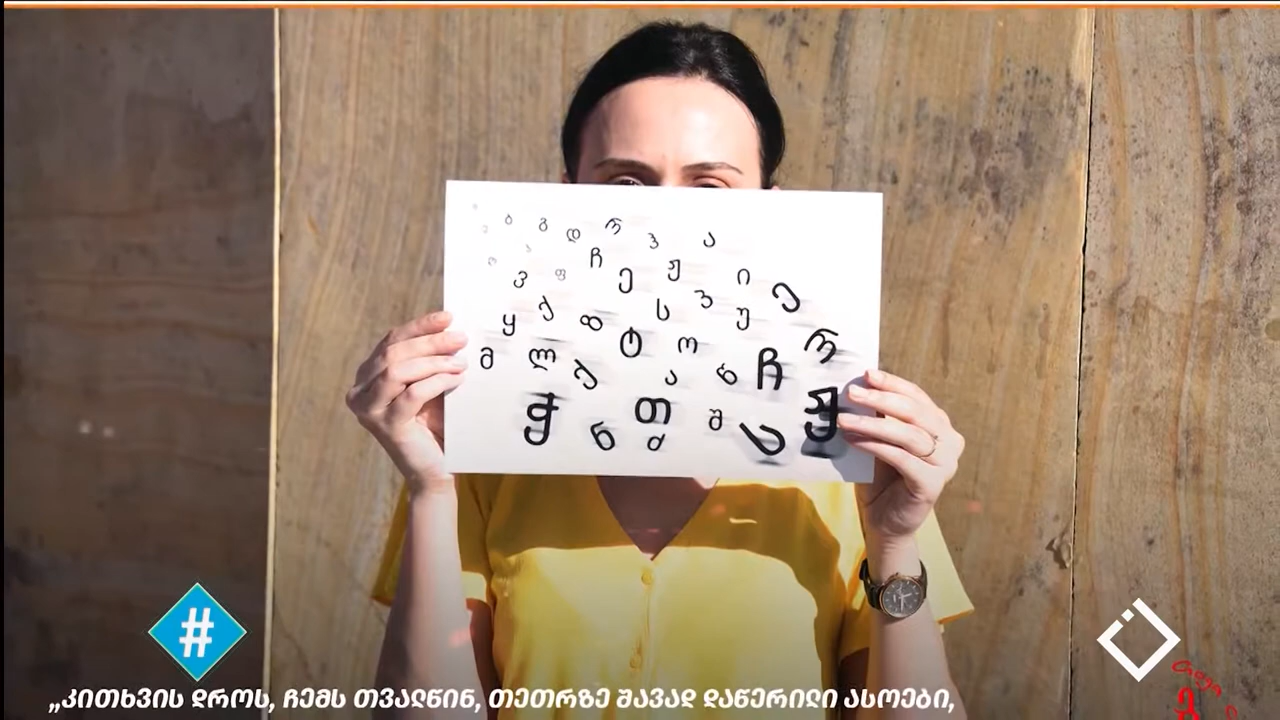 ბ გ დ რ ჰ ა
ვ ფ ჩ ე ჟ ი ე
ყ ქ ზ ს ვ უ
მ ლ ტ ო რ
ჩ
ა წ
ჭ თ შ ს ჟ
ნ ძ
#
„კითხვის დროს, ჩემს თვალწინ, თეთრზე შავად დაწერილი ასოები,